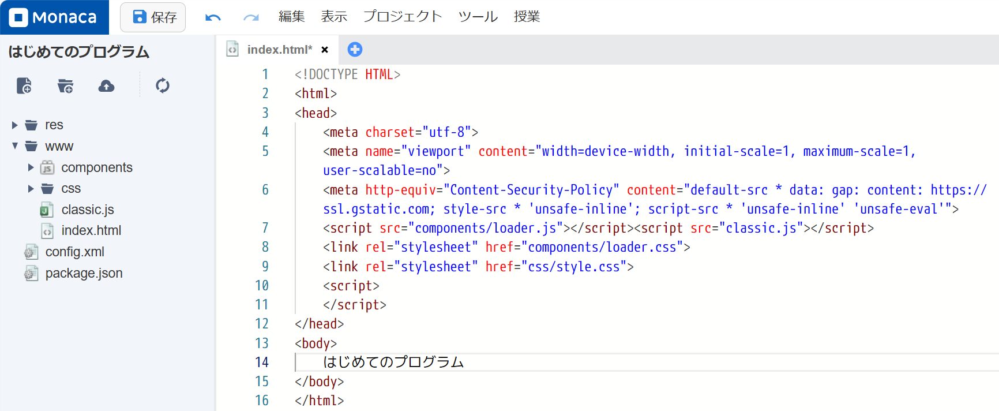 Monaca 保存 編集 表示 プロジェクト ツール 授業
はじめてのプログラム
res
www
components
css
classic.js
index.html
config.xml
package.json
index.html*
1 <!DOCTYPE HTML>
2 <html>
3 <head>
4 <meta charset="utf-8">
5 <meta name="viewport" content="width=device-width, initial-scale=1, maximum-scale=1,
user-scalable=no">
6 <meta http-equiv="Content-Security-Policy" content="default-src * data: gap: content: https://
ssl.gstatic.com; style-src * 'unsafe-inline'; script-src * 'unsafe-inline' 'unsafe-eval'">
7 <script src="components/loader.js"></script><script src="classic.js"></script>
8 <link rel="stylesheet" href="components/loader.css">
9 <link rel="stylesheet" href="css/style.css">
10 <script>
11 </script>
12 </head>
13 <body>
14 はじめてのプログラム
15 </body>
16 </html>